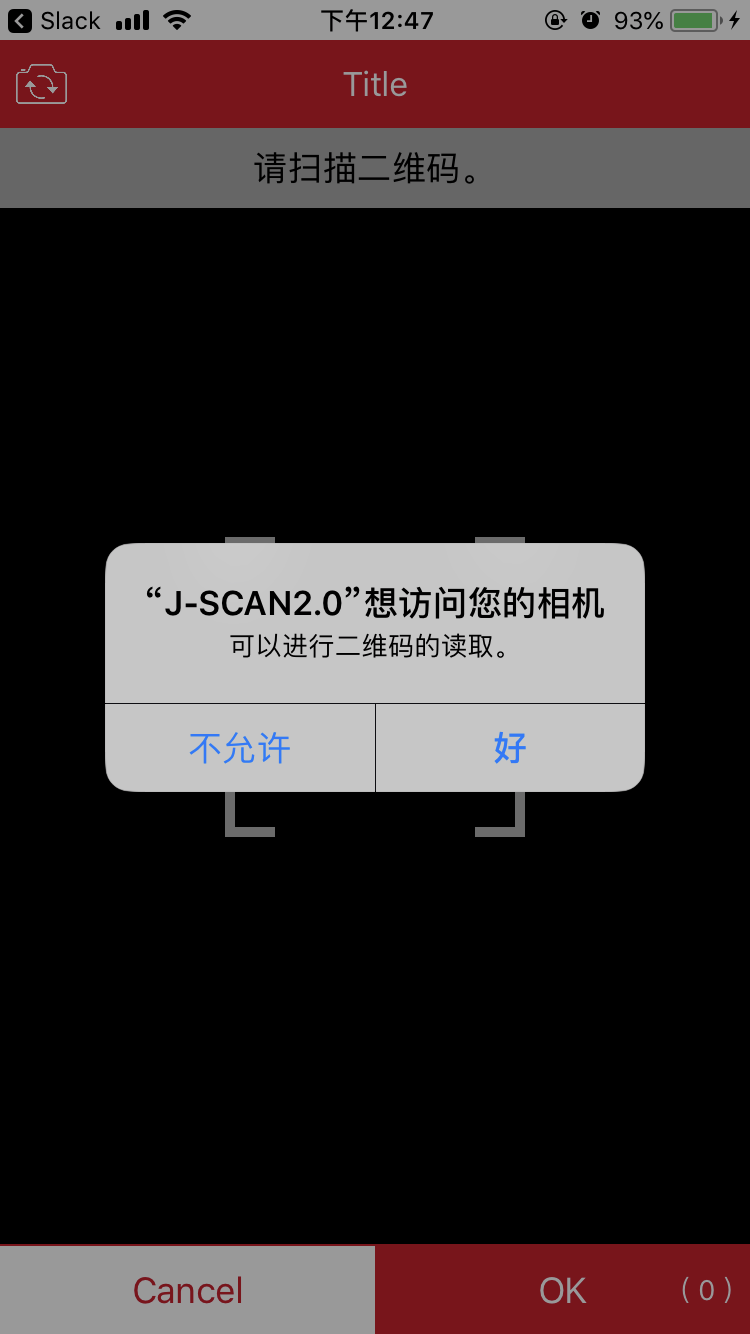 Slack 下午12:47 93%
Title
请扫描二维码。
“J-SCAN2.0”想访问您的相机
可以进行二维码的读取。
不允许 好
Cancel OK (0)